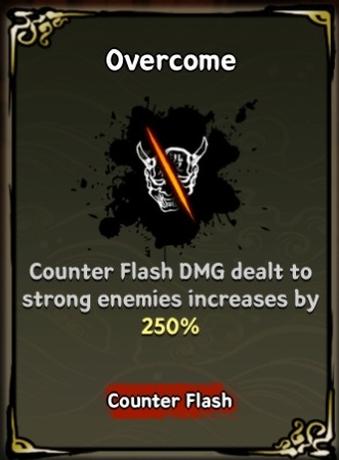 Overcome
Counter Flash DMG dealt to
strong enemies increases by
250%
Counter Flash